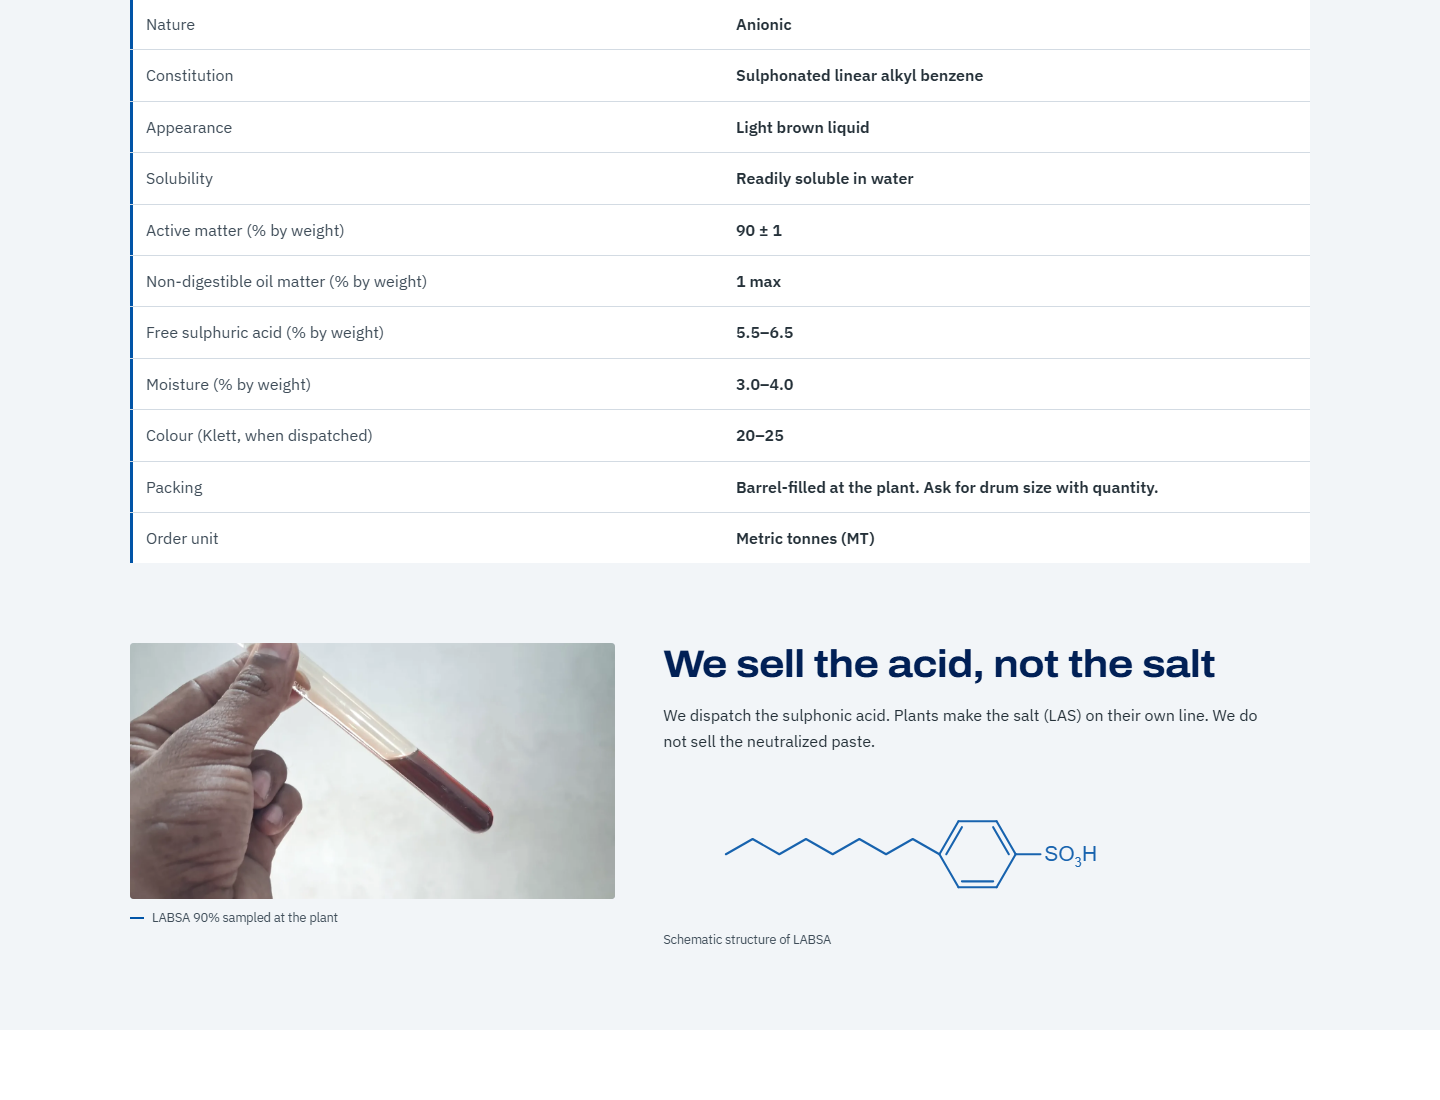 Nature Anionic
Constitution Sulphonated linear alkyl benzene
Appearance Light brown liquid
Solubility Readily soluble in water
Active matter (% by weight) 90 ± 1
Non-digestible oil matter (% by weight) 1 max
Free sulphuric acid (% by weight) 5.5–6.5
Moisture (% by weight) 3.0–4.0
Colour (Klett, when dispatched) 20–25
Packing Barrel-filled at the plant. Ask for drum size with quantity.
Order unit Metric tonnes (MT)
We sell the acid, not the salt
We dispatch the sulphonic acid. Plants make the salt (LAS) on their own line. We do
not sell the neutralized paste.
SO3H
LABSA 90% sampled at the plant
Schematic structure of LABSA